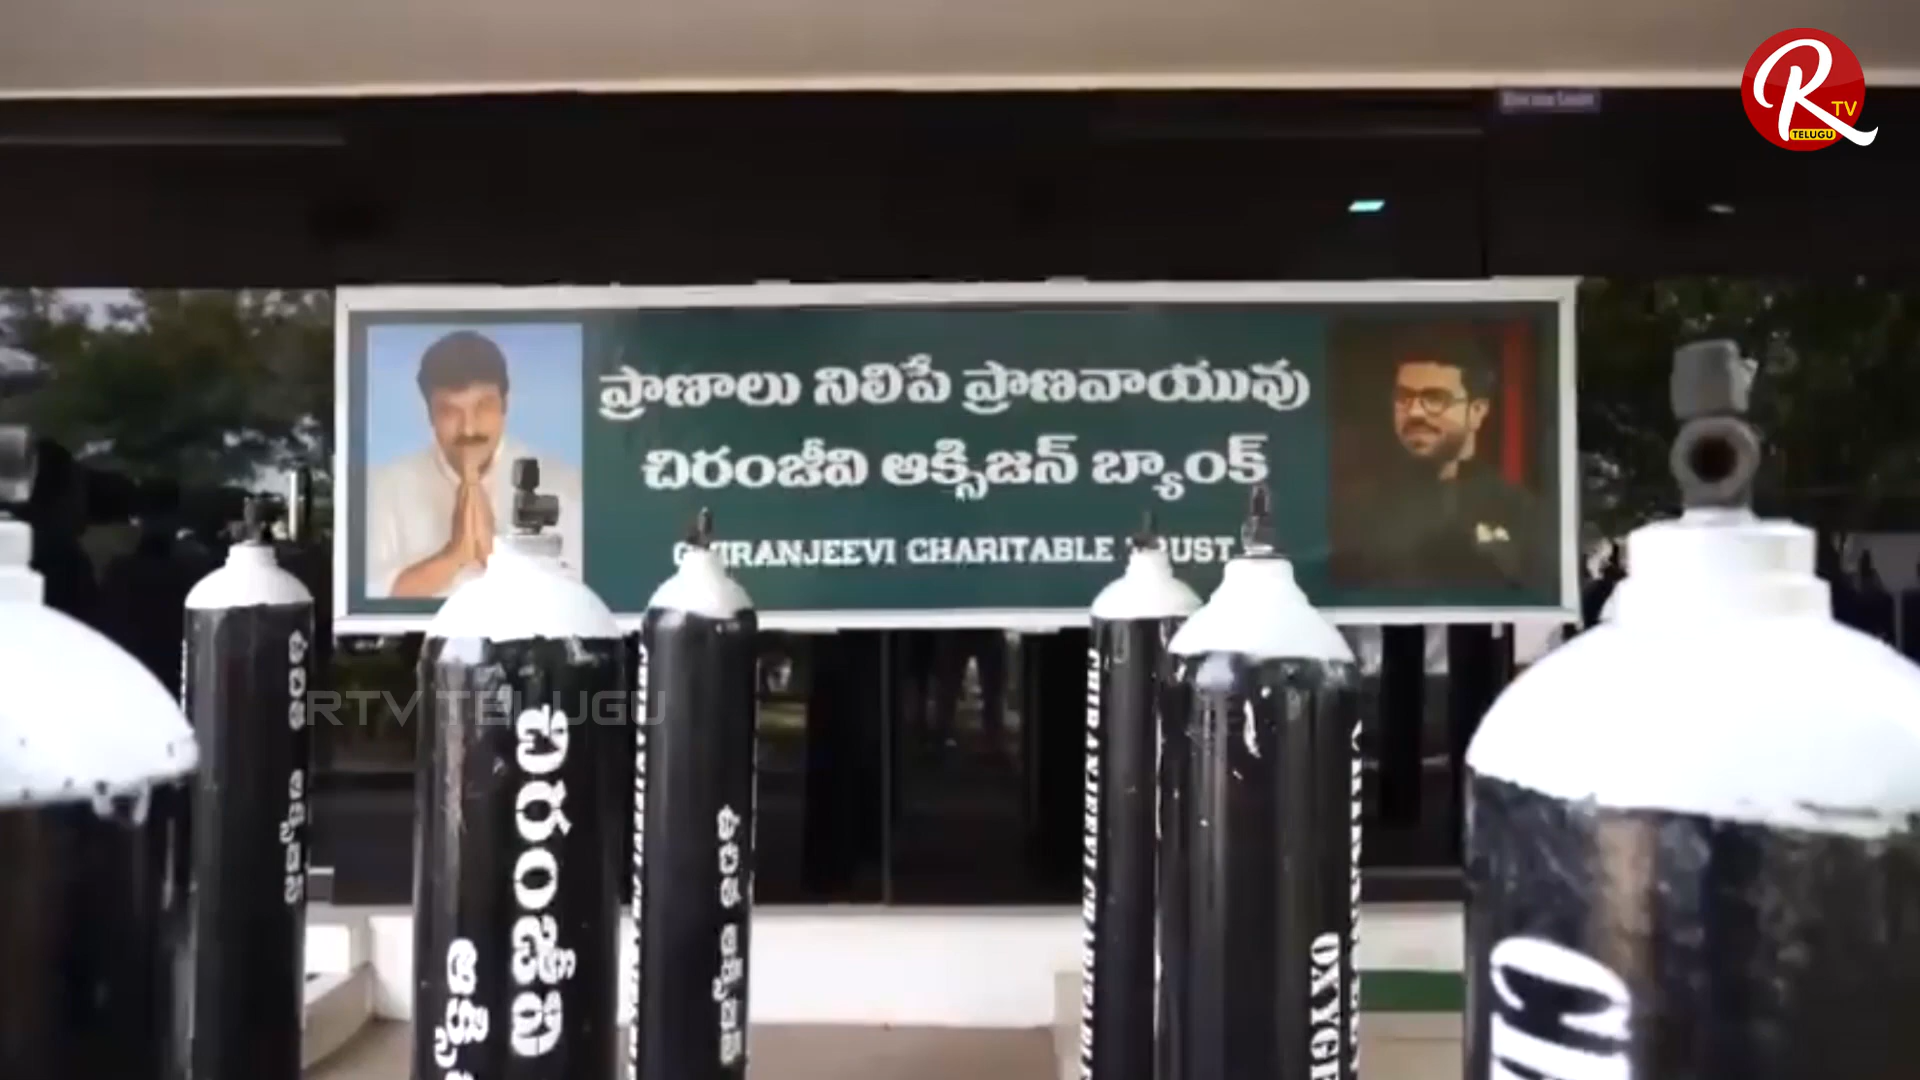 R TV
TELUGU
ప్రాణాలు నిలిపే ప్రాణవాయువు
చిరంజీవి ఆక్సిజన్ బ్యాంక్
CHIRANJEEVI CHARITABLE TRUST
RTV TELUGU
చిరంజీవి
OXYGE